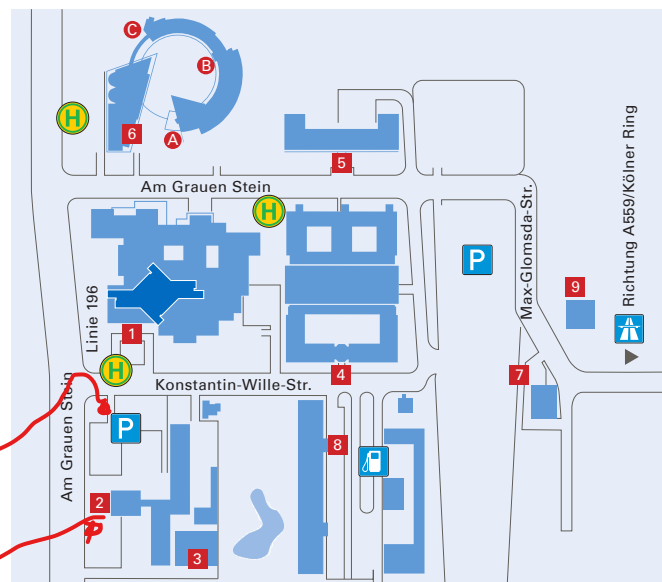 C
B
H
6
A
5
Am Grauen Stein
H
Max-Glomsda-Str.
P
Richtung A559/Kölner Ring
9
Linie 196
1
H
Konstantin-Wille-Str.
4
7
Am Grauen Stein
P
8
2
3